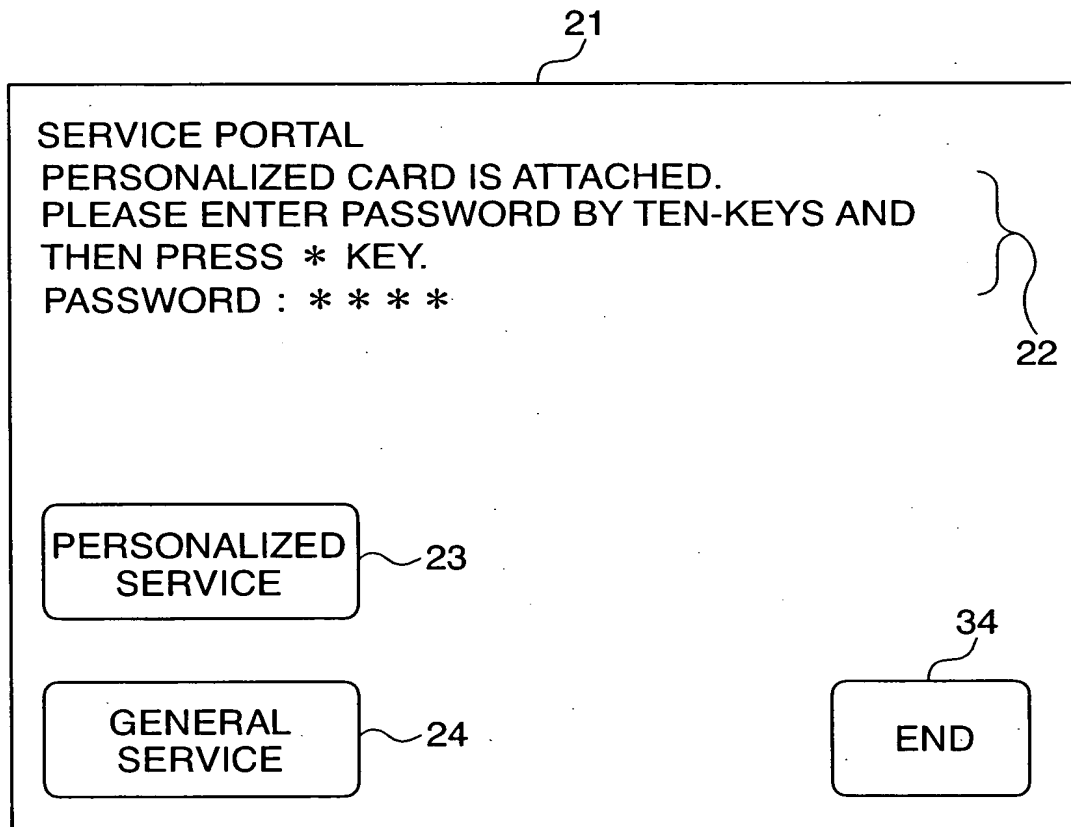 21
SERVICE PORTAL
PERSONALIZED CARD IS ATTACHED.
PLEASE ENTER PASSWORD BY TEN-KEYS AND
THEN PRESS * KEY.
PASSWORD : * * * *
22
PERSONALIZED
SERVICE
23
34
GENERAL
SERVICE
24
END